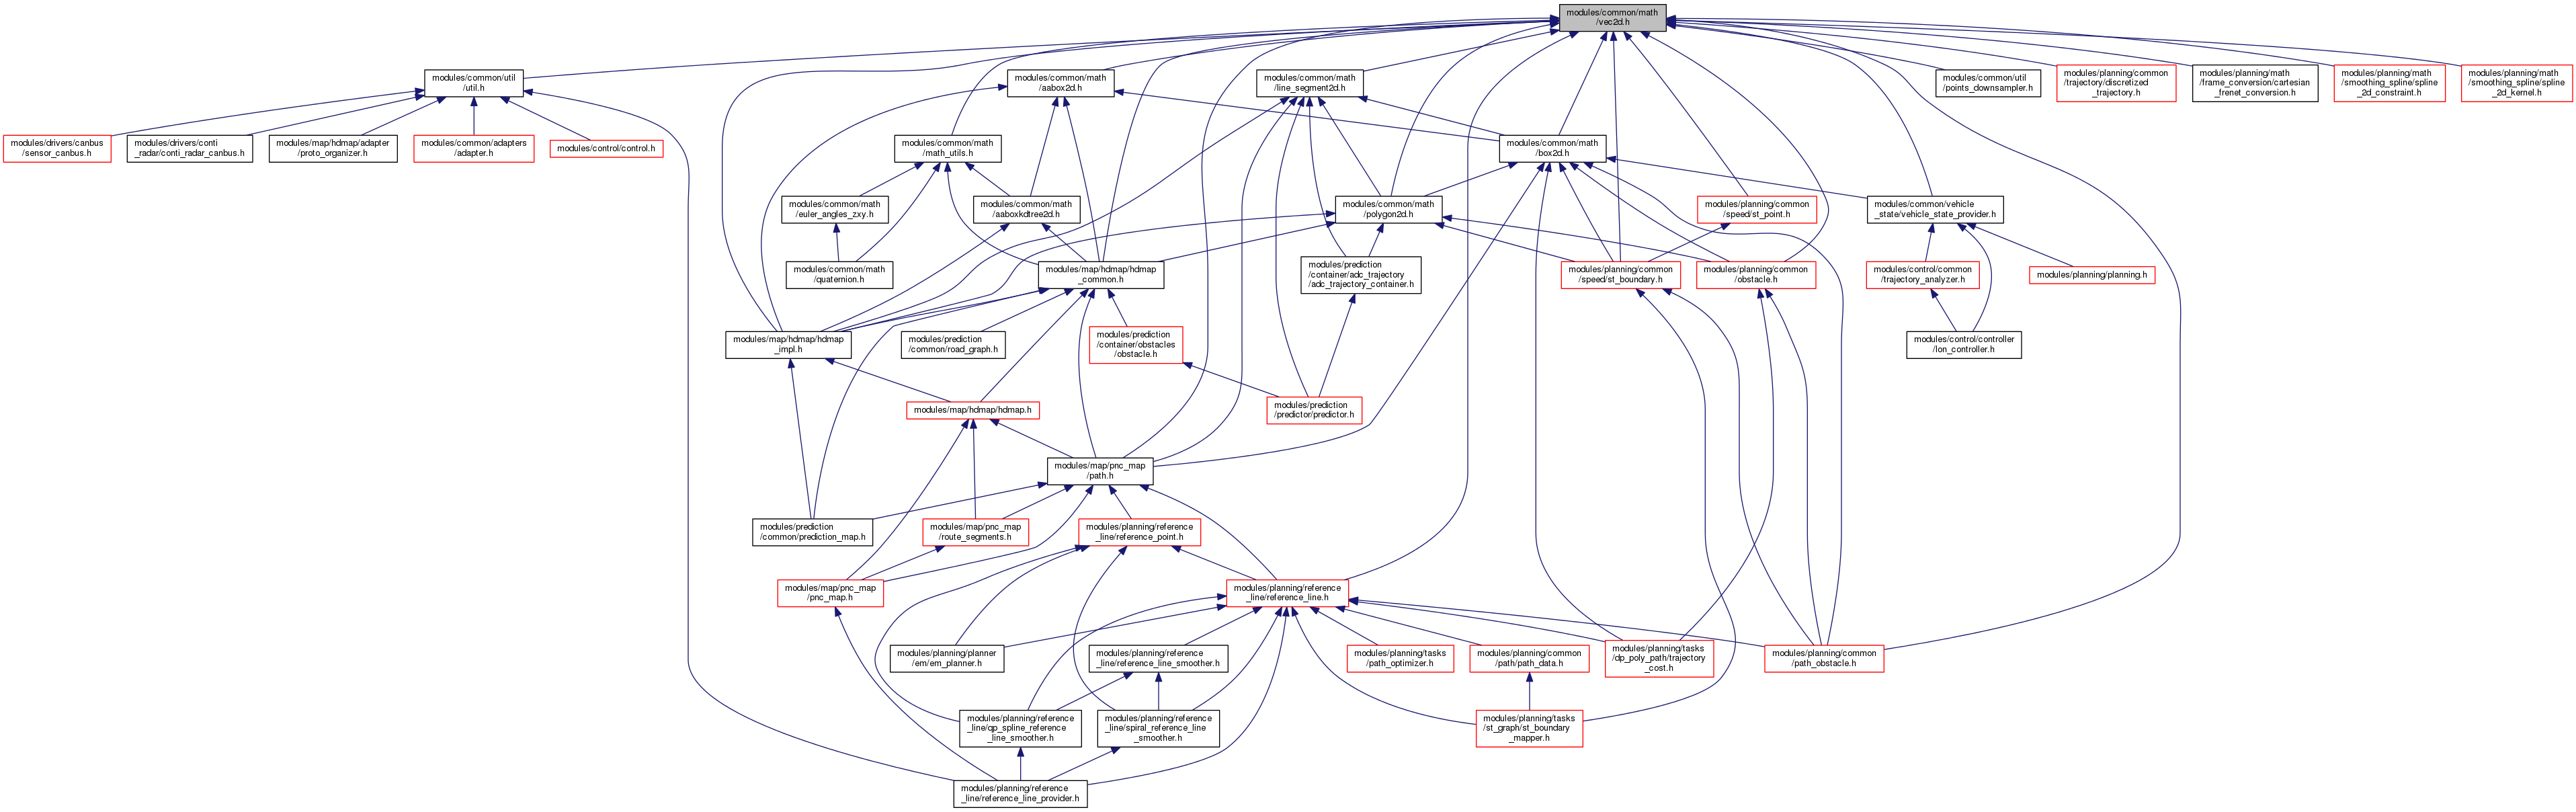 modules/common/math
/vec2d.h
modules/common/util
/util.h
modules/common/math
/aabox2d.h
modules/common/math
/line_segment2d.h
modules/common/util
/points_downsampler.h
modules/planning/common
/trajectory/discretized
_trajectory.h
modules/planning/math
/frame_conversion/cartesian
_frenet_conversion.h
modules/planning/math
/smoothing_spline/spline
_2d_constraint.h
modules/planning/math
/smoothing_spline/spline
_2d_kernel.h
modules/drivers/canbus
/sensor_canbus.h
modules/drivers/conti
_radar/conti_radar_canbus.h
modules/map/hdmap/adapter
/proto_organizer.h
modules/common/adapters
/adapter.h
modules/control/control.h
modules/common/math
/math_utils.h
modules/common/math
/box2d.h
modules/common/math
/euler_angles_zxy.h
modules/common/math
/aaboxkdtree2d.h
modules/common/math
/polygon2d.h
modules/planning/common
/speed/st_point.h
modules/common/vehicle
_state/vehicle_state_provider.h
modules/common/math
/quaternion.h
modules/map/hdmap/hdmap
_common.h
modules/prediction
/container/adc_trajectory
/adc_trajectory_container.h
modules/planning/common
/speed/st_boundary.h
modules/planning/common
/obstacle.h
modules/control/common
/trajectory_analyzer.h
modules/planning/planning.h
modules/map/hdmap/hdmap
_impl.h
modules/prediction
/common/road_graph.h
modules/prediction
/container/obstacles
/obstacle.h
modules/control/controller
/lon_controller.h
modules/map/hdmap/hdmap.h
modules/prediction
/predictor/predictor.h
modules/map/pnc_map
/path.h
modules/prediction
/common/prediction_map.h
modules/map/pnc_map
/route_segments.h
modules/planning/reference
_line/reference_point.h
modules/map/pnc_map
/pnc_map.h
modules/planning/reference
_line/reference_line.h
modules/planning/planner
/em/em_planner.h
modules/planning/reference
_line/reference_line_smoother.h
modules/planning/tasks
/path_optimizer.h
modules/planning/common
/path/path_data.h
modules/planning/tasks
/dp_poly_path/trajectory
_cost.h
modules/planning/common
/path_obstacle.h
modules/planning/reference
_line/qp_spline_reference
_line_smoother.h
modules/planning/reference
_line/spiral_reference_line
_smoother.h
modules/planning/tasks
/st_graph/st_boundary
_mapper.h
modules/planning/reference
_line/reference_line_provider.h